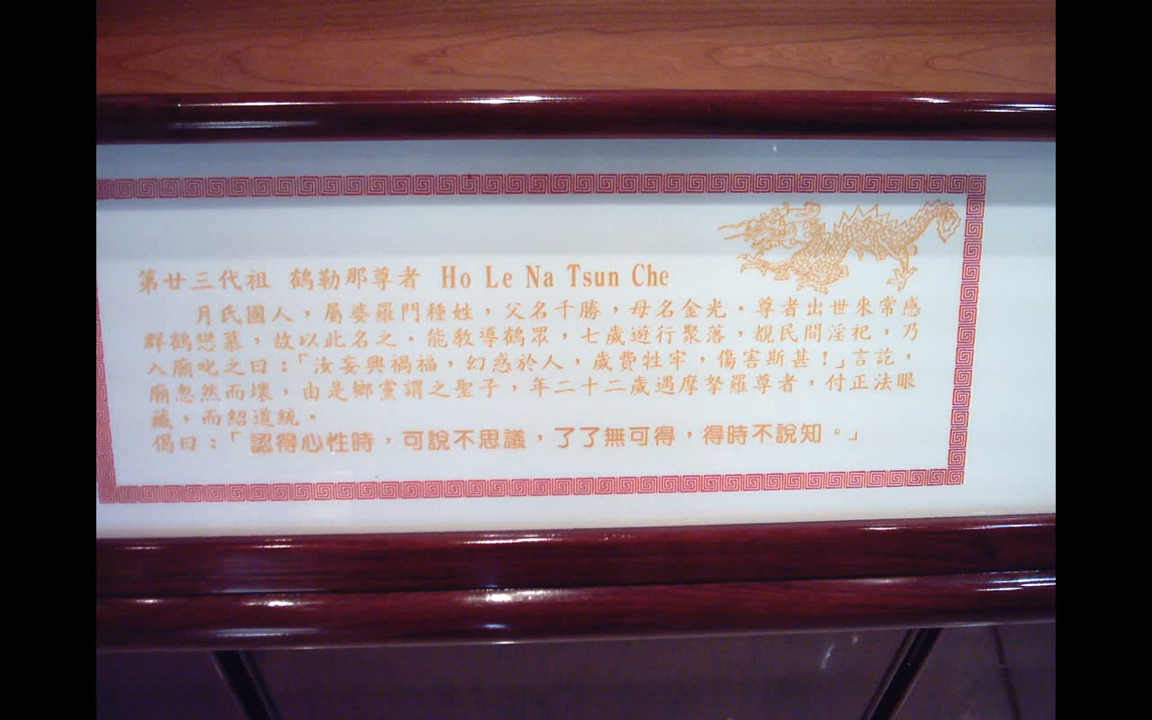 第廿三代祖 鶴勒那尊者 Ho Le Na Tsun Che
月氏國人，屬婆羅門種姓，父名千勝，母名金光。尊者出世來常感
群鶴戀慕，故以此名之。能教導鶴眾，七歲遊行聚落，覩民間淫祀，乃
入廟叱之曰：「汝妄興禍福，幻惑於人，歲費牲牢，傷害斯甚！」言訖，
廟忽然而壞，由是鄉黨謂之聖子，年二十二歲遇摩拏羅尊者，付正法眼
藏，而紹道統。
偈曰：「認得心性時，可說不思議，了了無可得，得時不說知。」